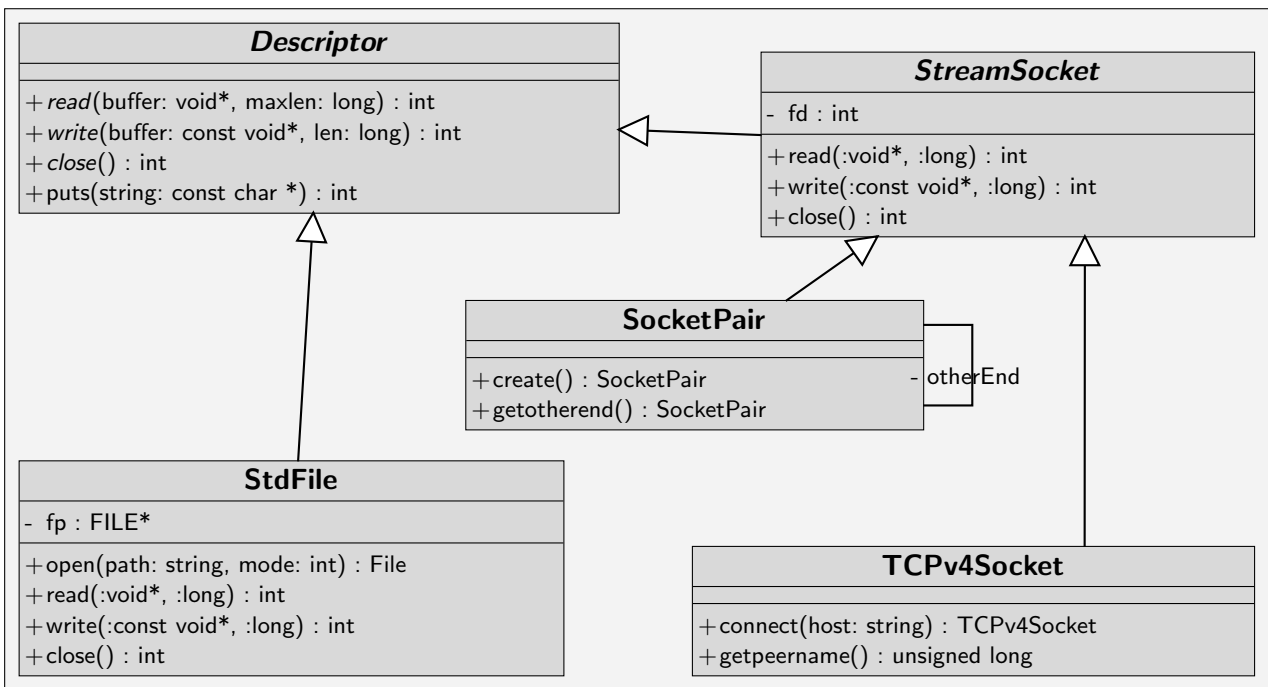 Descriptor
+read(buffer: void*, maxlen: long) : int
+write(buffer: const void*, len: long) : int
+close() : int
+puts(string: const char *) : int
StreamSocket
- fd : int
+read(:void*, :long) : int
+write(:const void*, :long) : int
+close() : int
SocketPair
+create() : SocketPair
+getotherend() : SocketPair
- otherEnd
StdFile
- fp : FILE*
+open(path: string, mode: int) : File
+read(:void*, :long) : int
+write(:const void*, :long) : int
+close() : int
TCPv4Socket
+connect(host: string) : TCPv4Socket
+getpeername() : unsigned long